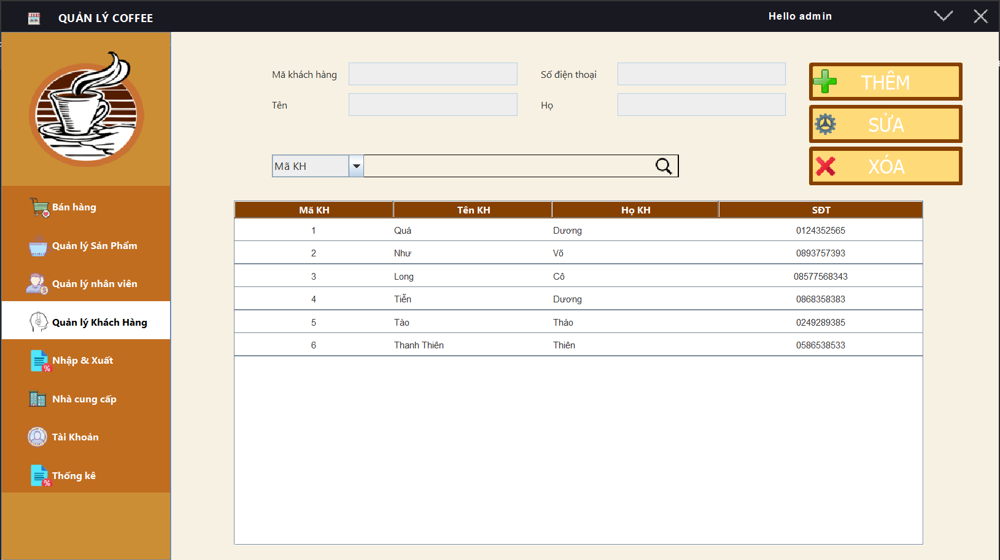 QUẢN LÝ COFFEE
Hello admin
Mã khách hàng
Số điện thoại
Tên
Họ
THÊM
SỬA
XÓA
Mã KH
Bán hàng
Quản lý Sản Phẩm
Quản lý nhân viên
Quản lý Khách Hàng
Nhập & Xuất
Nhà cung cấp
Tài Khoản
Thống kê
Mã KH Tên KH Họ KH SĐT
1 Quá Dương 0124352565
2 Như Võ 0893757393
3 Long Cô 08577568343
4 Tiễn Dương 0868358383
5 Tào Tháo 0249289385
6 Thanh Thiên Thiên 0586538533